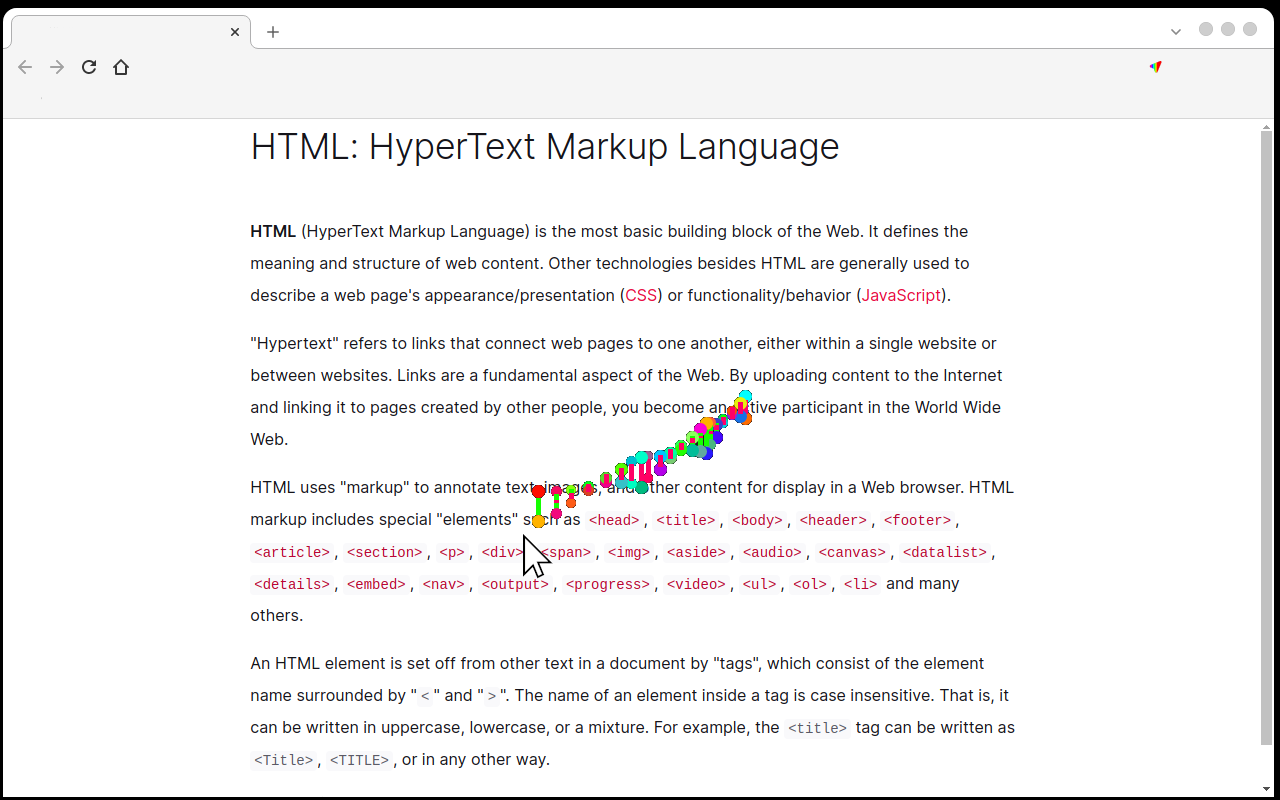 HTML: HyperText Markup Language
HTML (HyperText Markup Language) is the most basic building block of the Web. It defines the
meaning and structure of web content. Other technologies besides HTML are generally used to
describe a web page's appearance/presentation (CSS) or functionality/behavior (JavaScript).
"Hypertext" refers to links that connect web pages to one another, either within a single website or
between websites. Links are a fundamental aspect of the Web. By uploading content to the Internet
and linking it to pages created by other people, you become an participant in the World Wide
Web.
HTML uses "markup" to annotate text, images, and other content for display in a Web browser. HTML
markup includes special "elements" such as <head>, <title>, <body>, <header>, <footer>,
<article>, <section>, <p>, <div>, <span>, <img>, <aside>, <audio>, <canvas>, <datalist>,
<details>, <embed>, <nav>, <output>, <progress>, <video>, <ul>, <ol>, <li> and many
others.
An HTML element is set off from other text in a document by "tags", which consist of the element
name surrounded by "<" and ">". The name of an element inside a tag is case insensitive. That is, it
can be written in uppercase, lowercase, or a mixture. For example, the <title> tag can be written as
<Title>, <TITLE>, or in any other way.